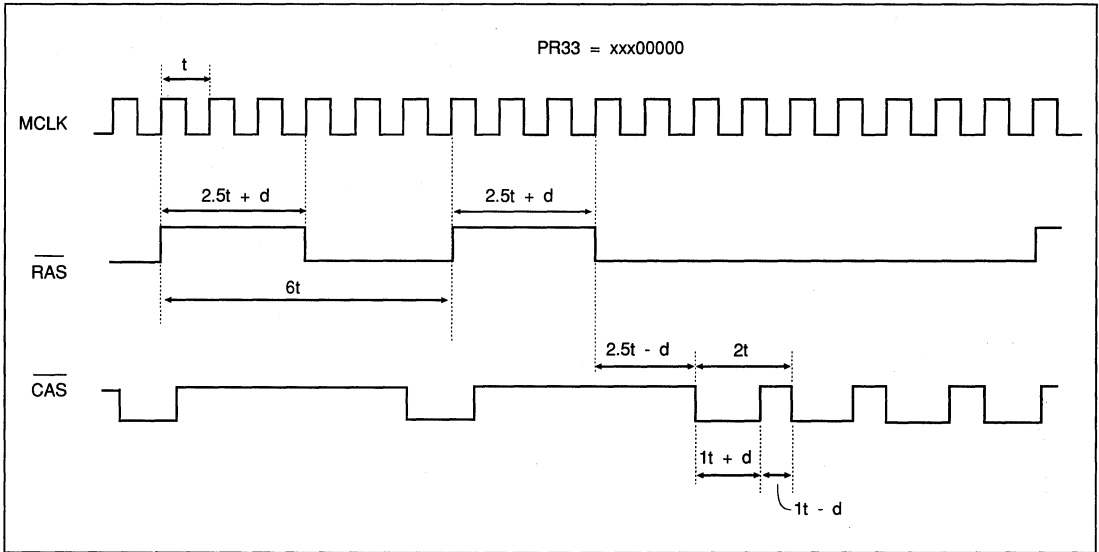 PR33 = xxx00000
t
MCLK
2.5t + d
2.5t + d
RAS
6t
2.5t - d
2t
CAS
1t + d
1t - d